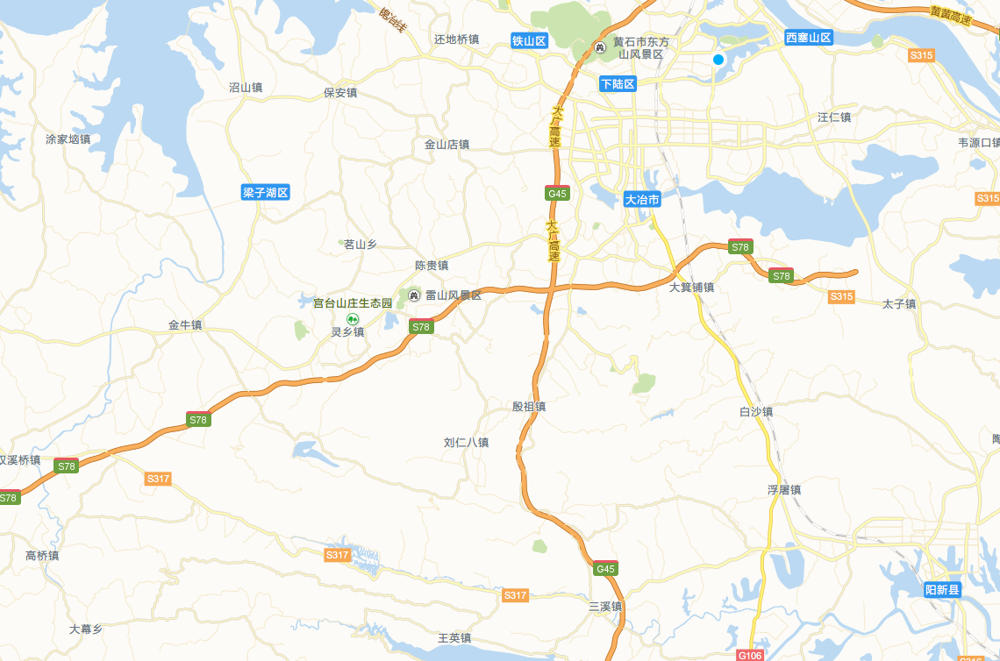 黄黄高速
铁冶线
还地桥镇
铁山区
西塞山区
黄石市东方
山风景区
S315
下陆区
沼山镇
保安镇
大广高速
汪仁镇
涂家垴镇
金山店镇
韦源口镇
梁子湖区
G45
大冶市
S315
大广高速
茗山乡
S78
陈贵镇
S78
大箕铺镇
雷山风景区
S315
宫台山庄生态园
太子镇
金牛镇
S78
灵乡镇
殷祖镇
白沙镇
S78
刘仁八镇
双溪桥镇
S78
S317
浮屠镇
S78
高桥镇
S317
G45
阳新县
S317
三溪镇
大幕乡
王英镇
G106